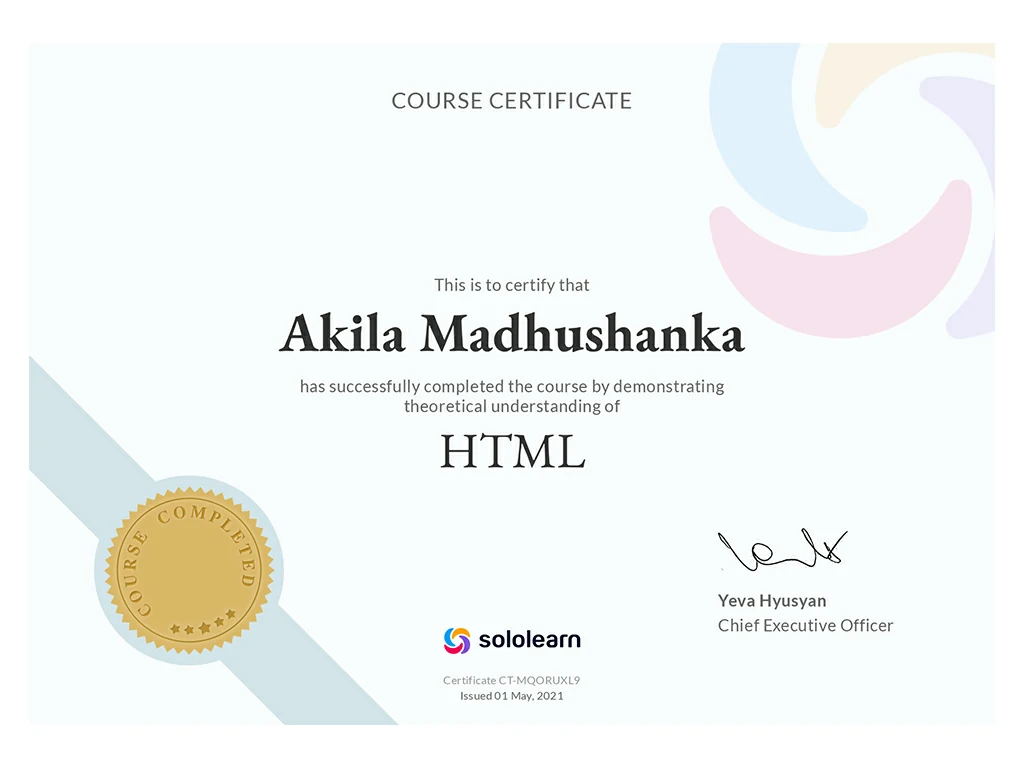 COURSE CERTIFICATE
This is to certify that
Akila Madhushanka
has successfully completed the course by demonstrating
theoretical understanding of
HTML
COURSE COMPLETED
Yeva Hyusyan
Chief Executive Officer
sololearn
Certificate CT-MQORUXL9
Issued 01 May, 2021